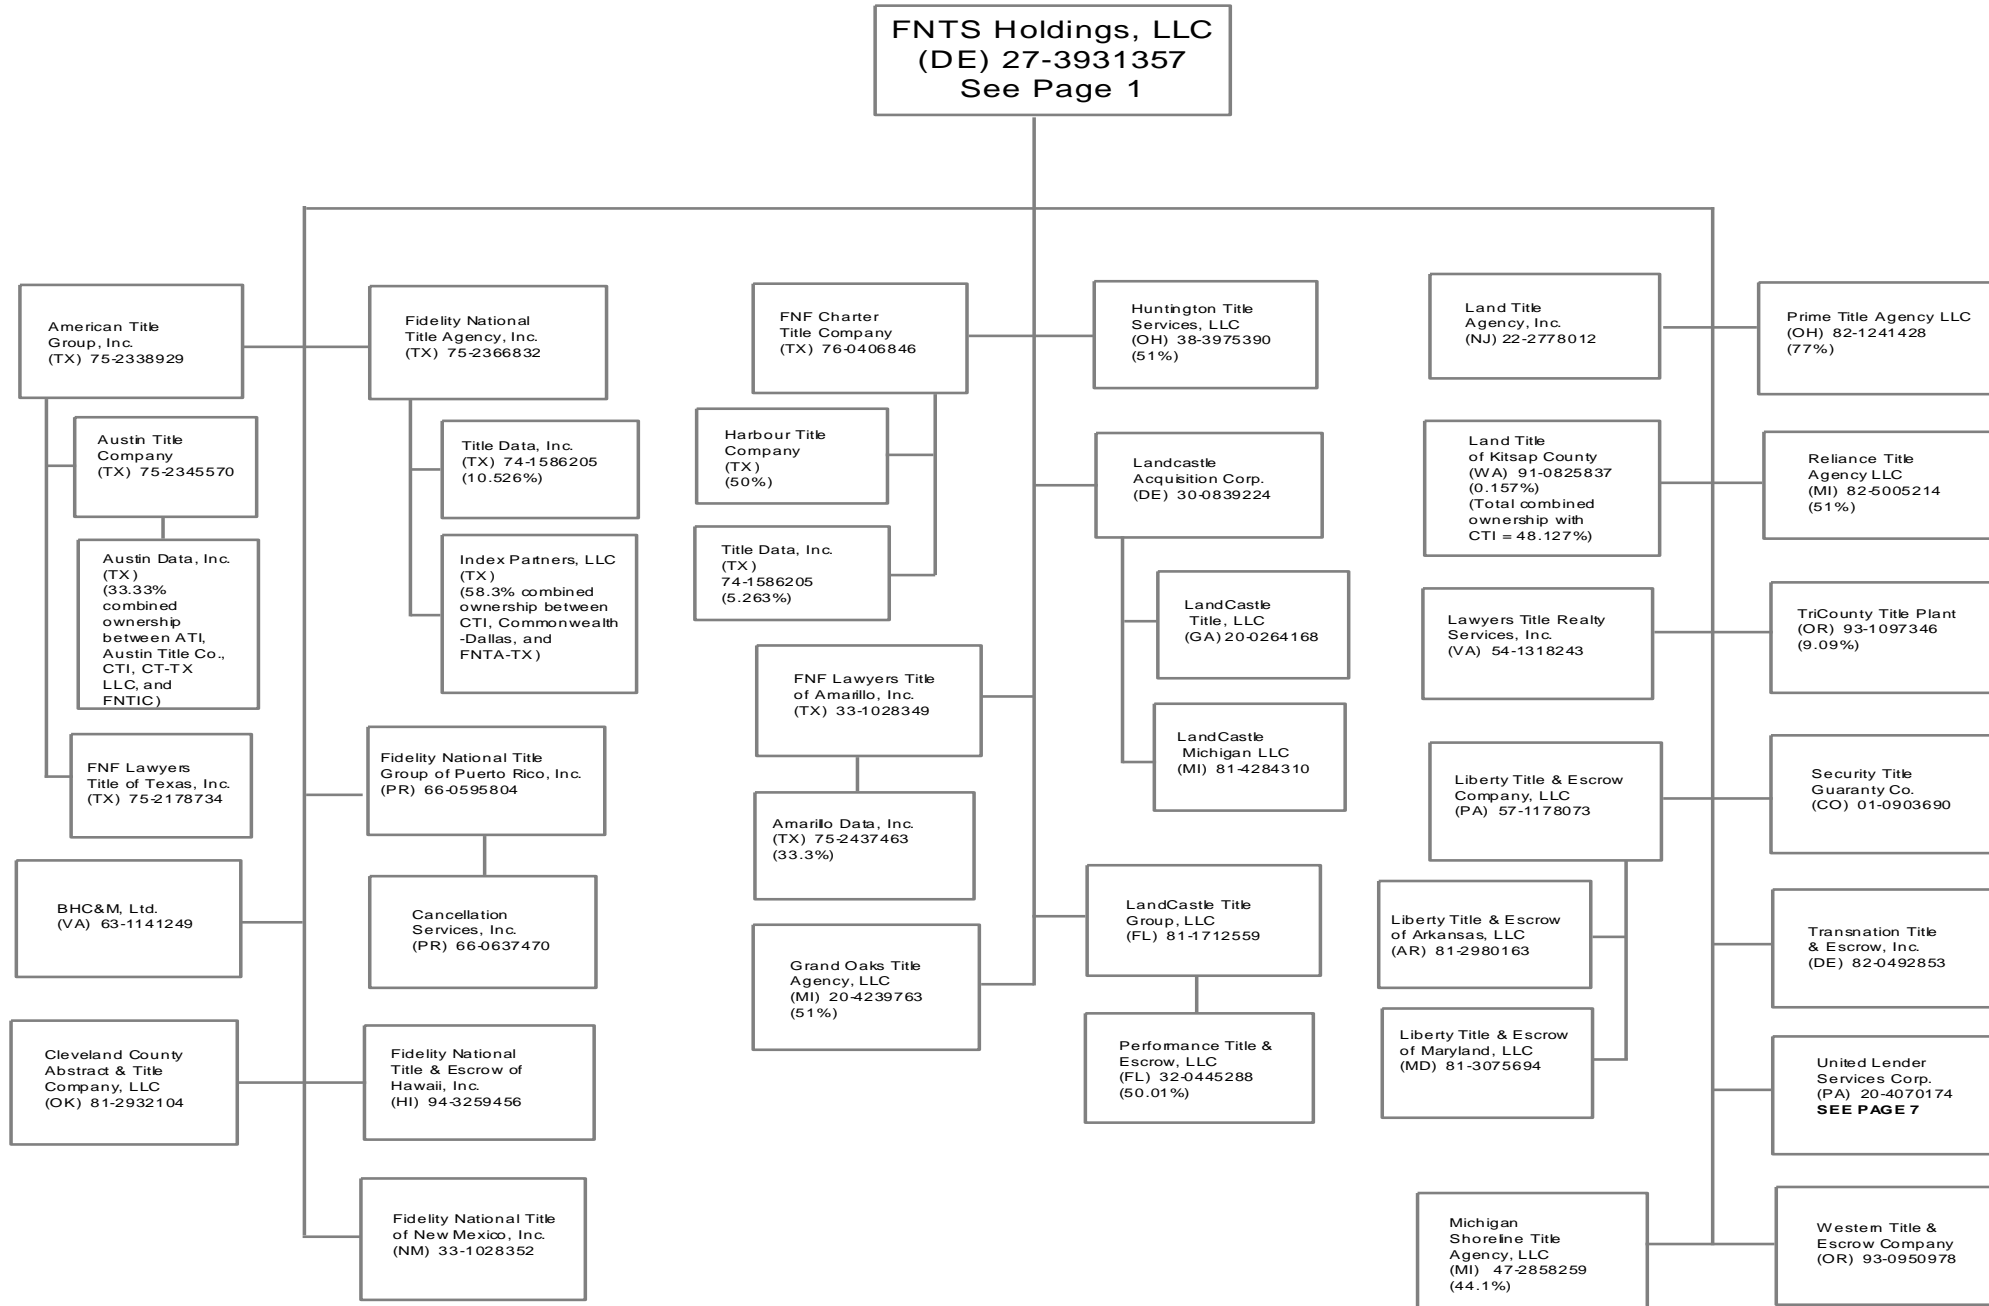 FNTS Holdings, LLC
(DE) 27-3931357
See Page 1
American Title
Group, Inc.
(TX) 75-2338929
Fidelity National
Title Agency, Inc.
(TX) 75-2366832
Austin Title
Company
(TX) 75-2345570
Title Data, Inc.
(TX) 74-1586205
(10.526%)
Austin Data, Inc.
(TX)
(33.33%
combined
ownership
between ATI,
Austin Title Co.,
CTI, CT-TX
LLC, and
FNTIC)
Index Partners, LLC
(TX)
(58.3% combined
ownership between
CTI, Commonwealth
-Dallas, and
FNTA-TX)
FNF Lawyers
Title of Texas, Inc.
(TX) 75-2178734
Fidelity National Title
Group of Puerto Rico, Inc.
(PR) 66-0595804
BHC&M, Ltd.
(VA) 63-1141249
Cancellation
Services, Inc.
(PR) 66-0637470
Cleveland County
Abstract & Title
Company, LLC
(OK) 81-2932104
Fidelity National
Title & Escrow of
Hawaii, Inc.
(HI) 94-3259456
Fidelity National Title
of New Mexico, Inc.
(NM) 33-1028352
FNF Charter
Title Company
(TX) 76-0406846
Huntington Title
Services, LLC
(OH) 38-3975390
(51%)
Harbour Title
Company
(TX)
(50%)
Title Data, Inc.
(TX)
74-1586205
(5.263%)
Landcastle
Acquisition Corp.
(DE) 30-0839224
LandCastle
Title, LLC
(GA) 20-0264168
LandCastle
Michigan LLC
(MI) 81-4284310
FNF Lawyers Title
of Amarillo, Inc.
(TX) 33-1028349
Amarillo Data, Inc.
(TX) 75-2437463
(33.3%)
Grand Oaks Title
Agency, LLC
(MI) 20-4239763
(51%)
LandCastle Title
Group, LLC
(FL) 81-1712559
Performance Title &
Escrow, LLC
(FL) 32-0445288
(50.01%)
Land Title
Agency, Inc.
(NJ) 22-2778012
Prime Title Agency LLC
(OH) 82-1241428
(77%)
Land Title
of Kitsap County
(WA) 91-0825837
(0.157%)
(Total combined
ownership with
CTI = 48.127%)
Reliance Title
Agency LLC
(MI) 82-5005214
(51%)
Lawyers Title Realty
Services, Inc.
(VA) 54-1318243
TriCounty Title Plant
(OR) 93-1097346
(9.09%)
Liberty Title & Escrow
Company, LLC
(PA) 57-1178073
Security Title
Guaranty Co.
(CO) 01-0903690
Liberty Title & Escrow
of Arkansas, LLC
(AR) 81-2980163
Transnation Title
& Escrow, Inc.
(DE) 82-0492853
Liberty Title & Escrow
of Maryland, LLC
(MD) 81-3075694
United Lender
Services Corp.
(PA) 20-4070174
SEE PAGE 7
Michigan
Shoreline Title
Agency, LLC
(MI) 47-2858259
(44.1%)
Western Title &
Escrow Company
(OR) 93-0950978